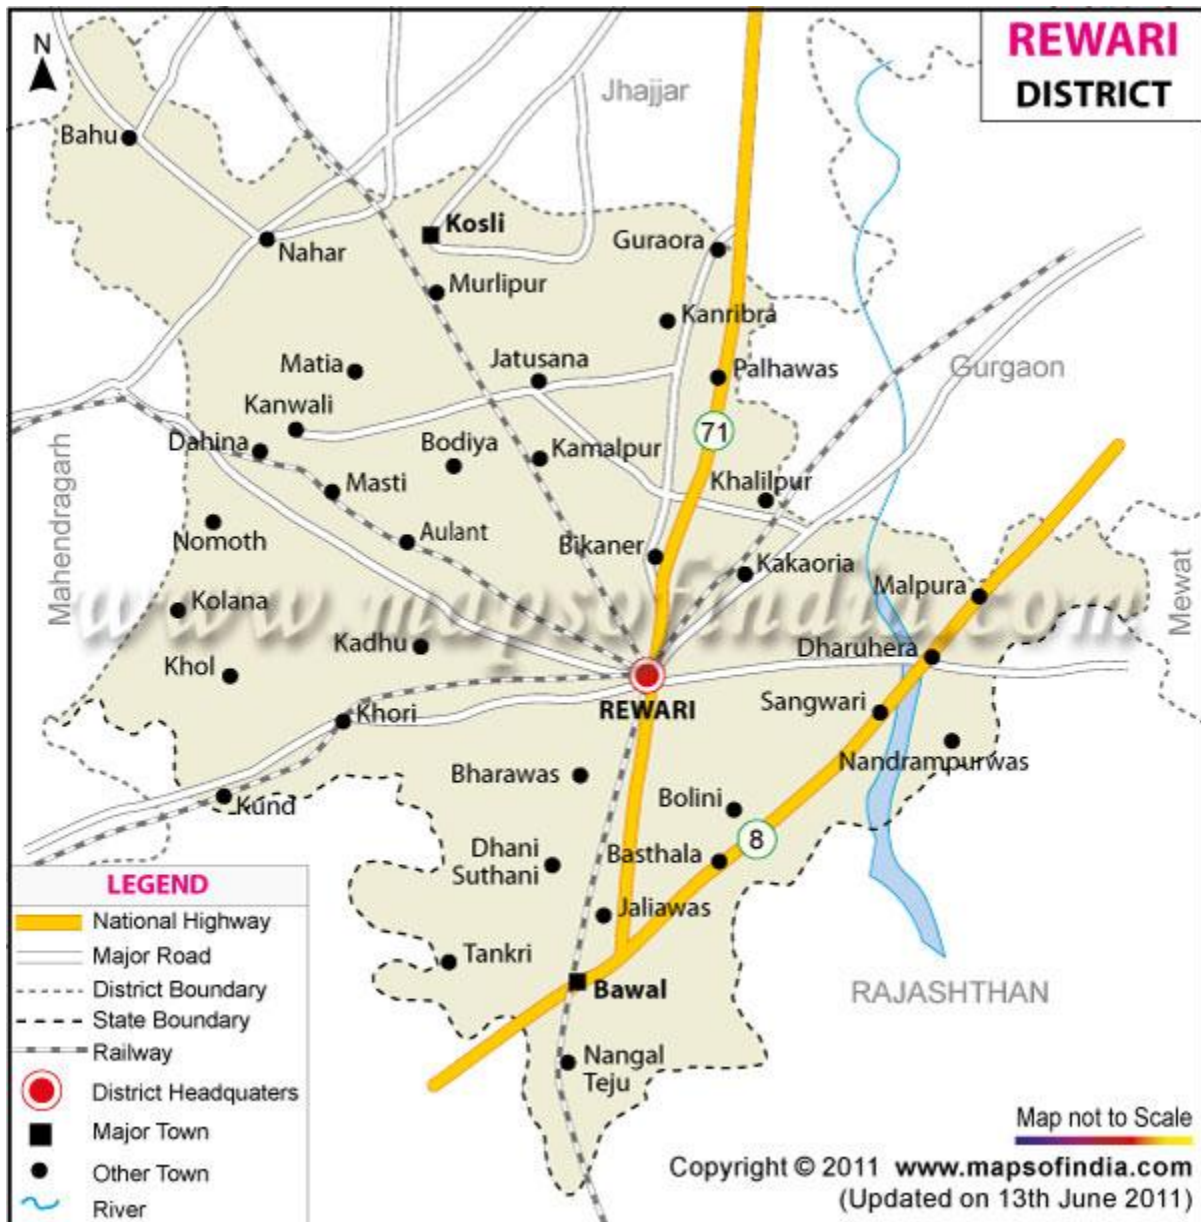 REWARI
DISTRICT
N
Jhajjar
Bahu
Kosli
Nahar
Guraora
Murlipur
Kanribra
Matia
Jatusana
Palhawas
Gurgaon
Kanwali
71
Dahina
Bodiya
Kamalpur
Mahendragarh
Masti
Khalilpur
Nomoth
Aulant
Bikaner
Kakaoria
Malpura
Mewat
www.mapsofindia.com
Kolana
Kadhu
Dharuhera
Khol
REWARI
Sangwari
Khori
Nandrampurwas
Bharawas
Bolini
Kund
8
Dhani
Suthani
Basthala
Jaliawas
Tankri
Bawal
RAJASHTHAN
Nangal
Teju
LEGEND
National Highway
Major Road
District Boundary
State Boundary
Railway
District Headquaters
Major Town
Other Town
River
Map not to Scale
Copyright © 2011 www.mapsofindia.com
(Updated on 13th June 2011)